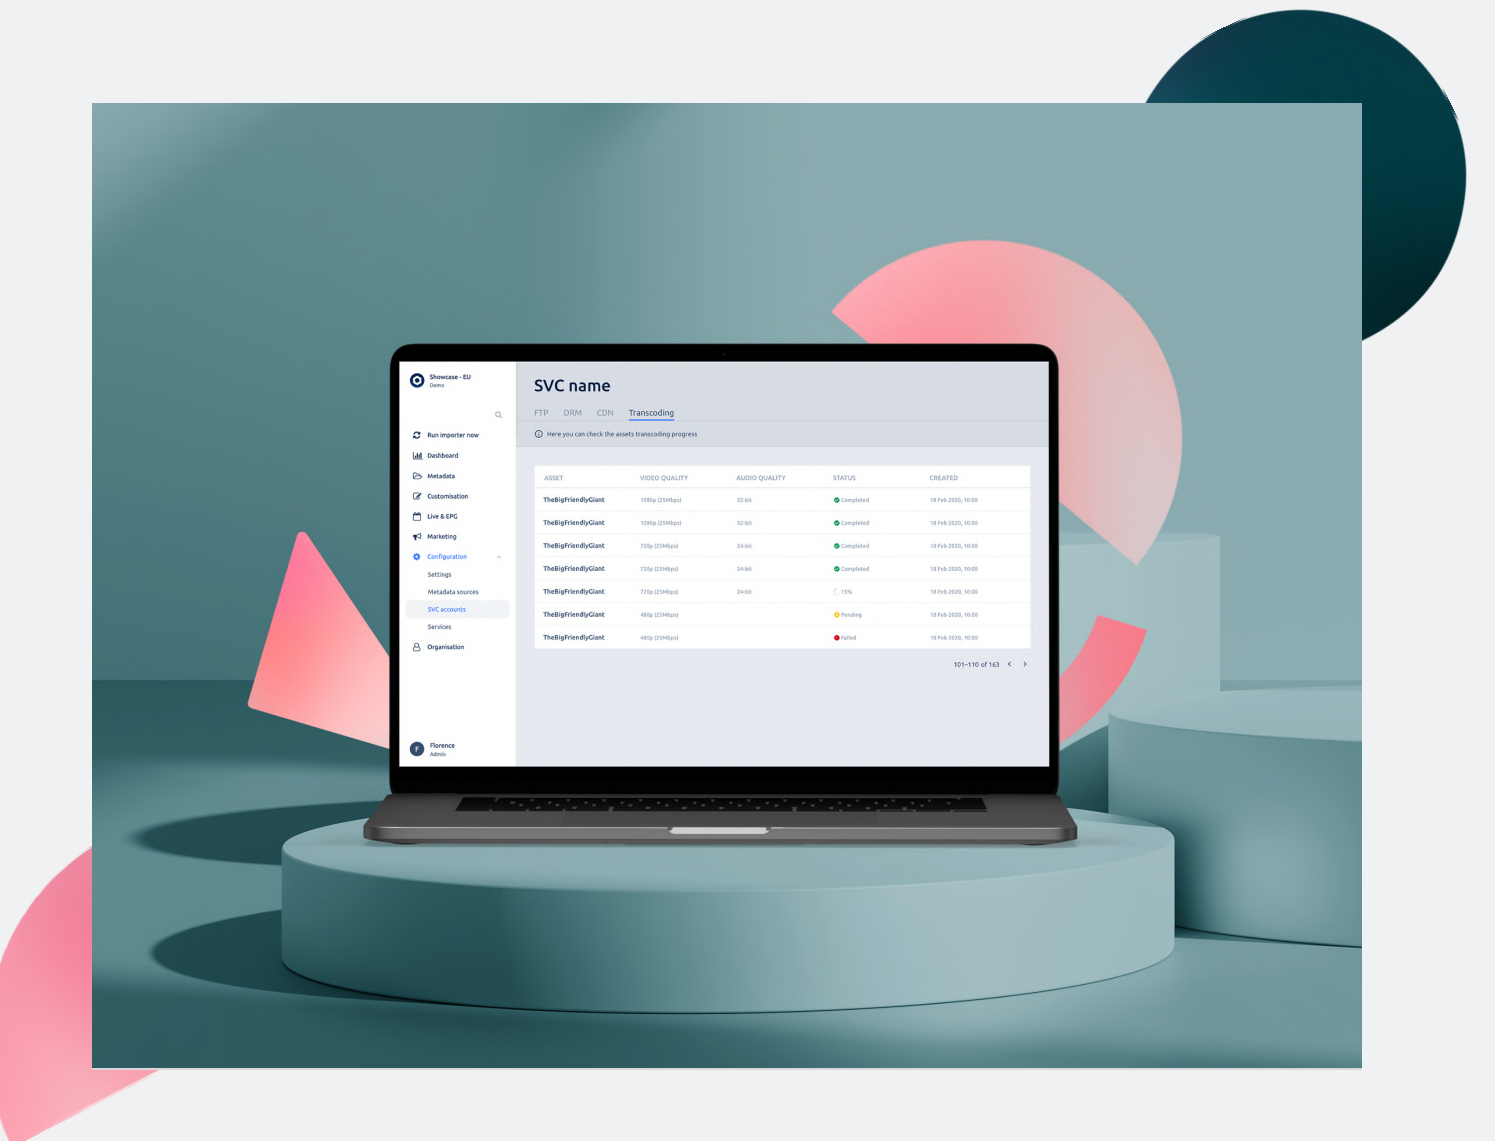 Showcase - EU
Demo
Run importer now
Dashboard
Metadata
Customisation
Live & EPG
Marketing
Configuration
Settings
Metadata sources
SVC accounts
Services
Organisation
Florence
F
Admin
SVC name
FTP DRM CDN Transcoding
Here you can check the assets transcoding progress
ASSET VIDEO QUALITY AUDIO QUALITY STATUS CREATED
TheBigFriendlyGiant 1080p (25Mbps) 32-bit Completed 18 Feb 2020, 10:00
TheBigFriendlyGiant 1080p (25Mbps) 32-bit Completed 18 Feb 2020, 10:00
TheBigFriendlyGiant 720p (25Mbps) 24-bit Completed 18 Feb 2020, 10:00
TheBigFriendlyGiant 720p (25Mbps) 24-bit Completed 18 Feb 2020, 10:00
TheBigFriendlyGiant 720p (25Mbps) 24-bit 15% 18 Feb 2020, 10:00
TheBigFriendlyGiant 480p (25Mbps) Pending 18 Feb 2020, 10:00
TheBigFriendlyGiant 480p (25Mbps) Failed 18 Feb 2020, 10:00
101–110 of 163